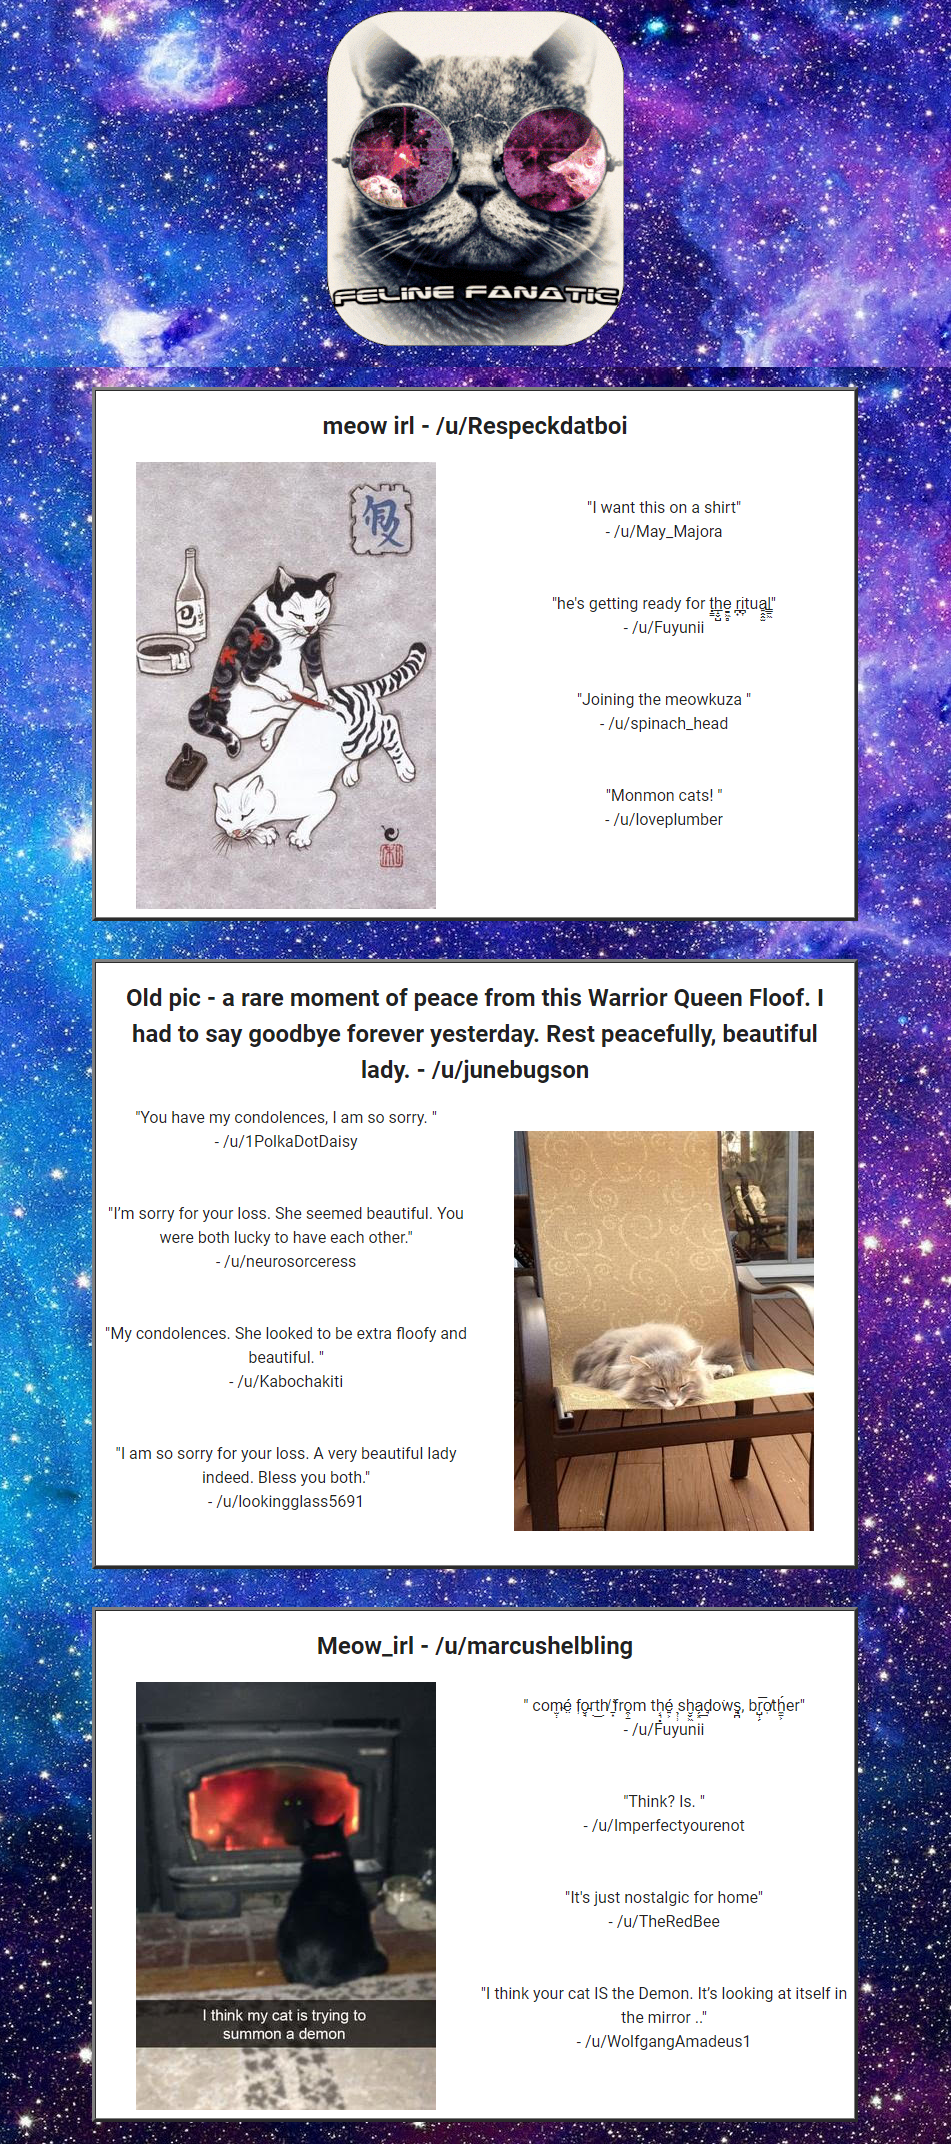 FELINE FANATIC
meow irl - /u/Respeckdatboi
"I want this on a shirt"
- /u/May_Majora
"he's getting ready for the ritual"
- /u/Fuyunii
"Joining the meowkuza "
- /u/spinach_head
"Monmon cats! "
- /u/loveplumber
Old pic - a rare moment of peace from this Warrior Queen Floof. I
had to say goodbye forever yesterday. Rest peacefully, beautiful
lady. - /u/junebugson
"You have my condolences, I am so sorry. "
- /u/1PolkaDotDaisy
"I’m sorry for your loss. She seemed beautiful. You
were both lucky to have each other."
- /u/neurosorceress
"My condolences. She looked to be extra floofy and
beautiful. "
- /u/Kabochakiti
"I am so sorry for your loss. A very beautiful lady
indeed. Bless you both."
- /u/lookingglass5691
Meow_irl - /u/marcushelbling
I think my cat is trying to
summon a demon
" come forth from the shadows, brother"
- /u/Fuyunii
"Think? Is. "
- /u/Imperfectyourenot
"It's just nostalgic for home"
- /u/TheRedBee
"I think your cat IS the Demon. It’s looking at itself in
the mirror .."
- /u/WolfgangAmadeus1